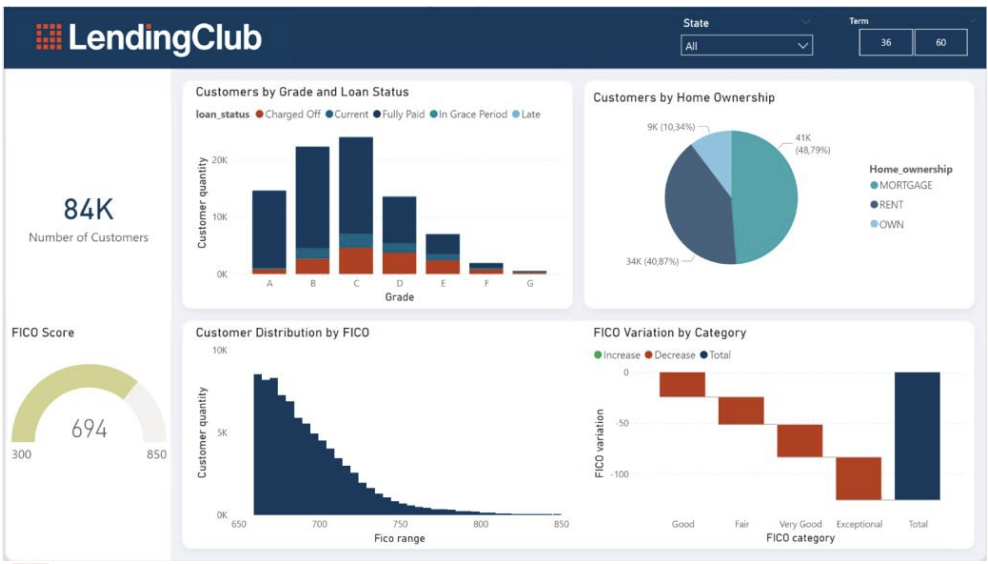 LendingClub
State
All
Term
36
60
84K
Number of Customers
FICO Score
694
300
850
Customers by Grade and Loan Status
loan_status Charged Off Current Fully Paid In Grace Period Late
Customer quantity
20K
10K
0K
A B C D E F G
Grade
Customers by Home Ownership
9K (10,34%)
41K
(48,79%)
34K (40,87%)
Home_ownership
MORTGAGE
RENT
OWN
Customer Distribution by FICO
Customer quantity
10K
5K
0K
650 700 750 800 850
Fico range
FICO Variation by Category
Increase Decrease Total
FICO variation
0
-50
-100
Good Fair Very Good Exceptional Total
FICO category